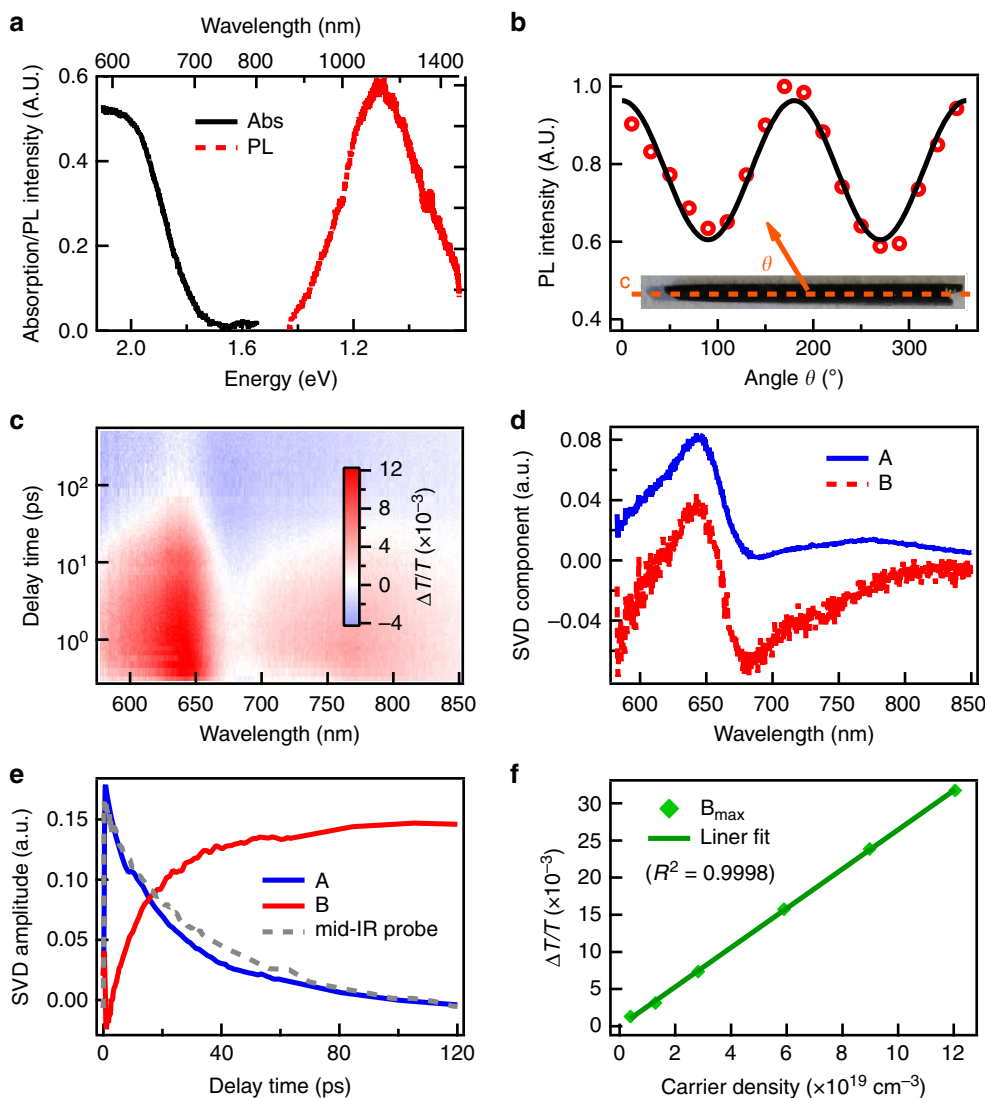 a
Wavelength (nm)
600 700 800 1000 1400
0.6
0.4
0.2
0.0
Absorption/PL intensity (A.U.)
Abs
PL
2.0 1.6 1.2
Energy (eV)
b
1.0
0.8
0.6
0.4
PL intensity (A.U.)
θ
c
0 100 200 300
Angle θ (°)
c
10²
10¹
10⁰
Delay time (ps)
12
8
4
0
−4
ΔT/T (×10⁻³)
600 650 700 750 800 850
Wavelength (nm)
d
0.08
0.04
0.00
−0.04
SVD component (a.u.)
A
B
600 650 700 750 800 850
Wavelength (nm)
e
0.15
0.10
0.05
0.00
SVD amplitude (a.u.)
A
B
mid-IR probe
0 20 40 60 80 100 120
Delay time (ps)
f
30
25
20
15
10
5
0
ΔT/T (×10⁻³)
Bmax
Liner fit
(R² = 0.9998)
0 2 4 6 8 10 12
Carrier density (×10¹⁹ cm⁻³)